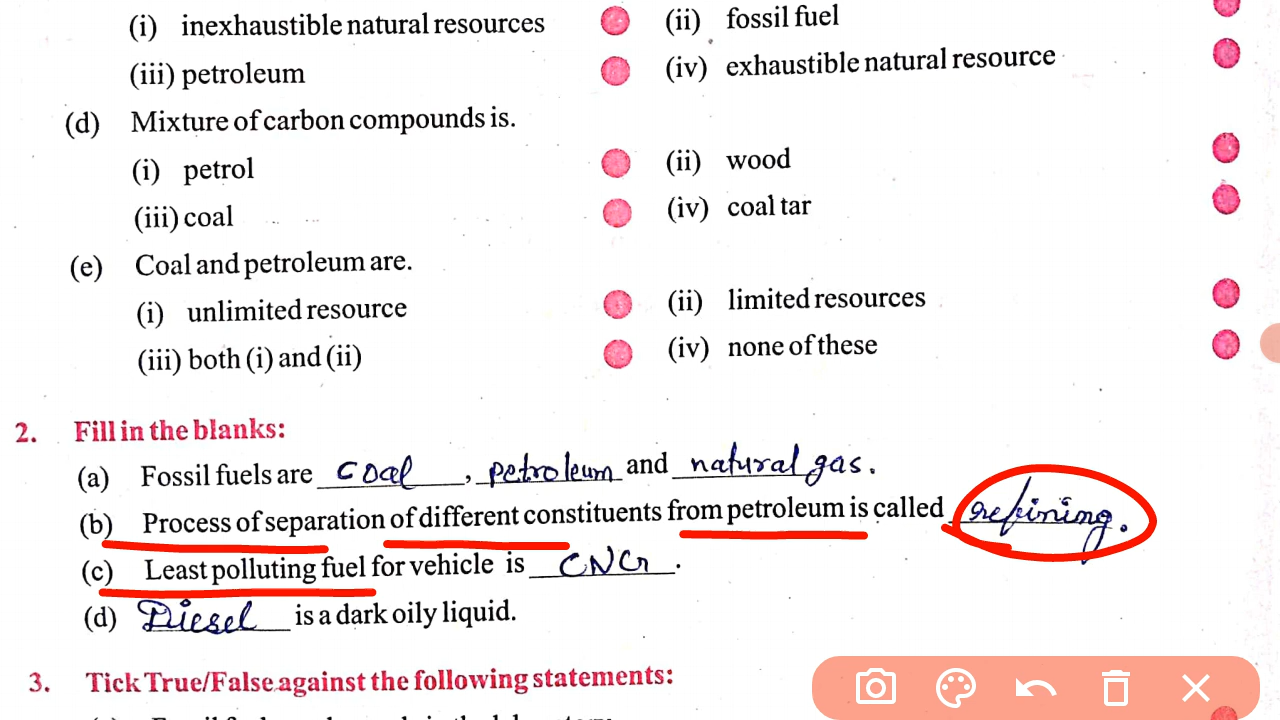 (i) inexhaustible natural resources (ii) fossil fuel
(iii) petroleum (iv) exhaustible natural resource
(d) Mixture of carbon compounds is.
(i) petrol (ii) wood
(iii) coal (iv) coal tar
(e) Coal and petroleum are.
(i) unlimited resource (ii) limited resources
(iii) both (i) and (ii) (iv) none of these
2. Fill in the blanks:
(a) Fossil fuels are coal, petroleum and natural gas.
(b) Process of separation of different constituents from petroleum is called refining.
(c) Least polluting fuel for vehicle is CNG.
(d) Diesel is a dark oily liquid.
3. Tick True/False against the following statements: